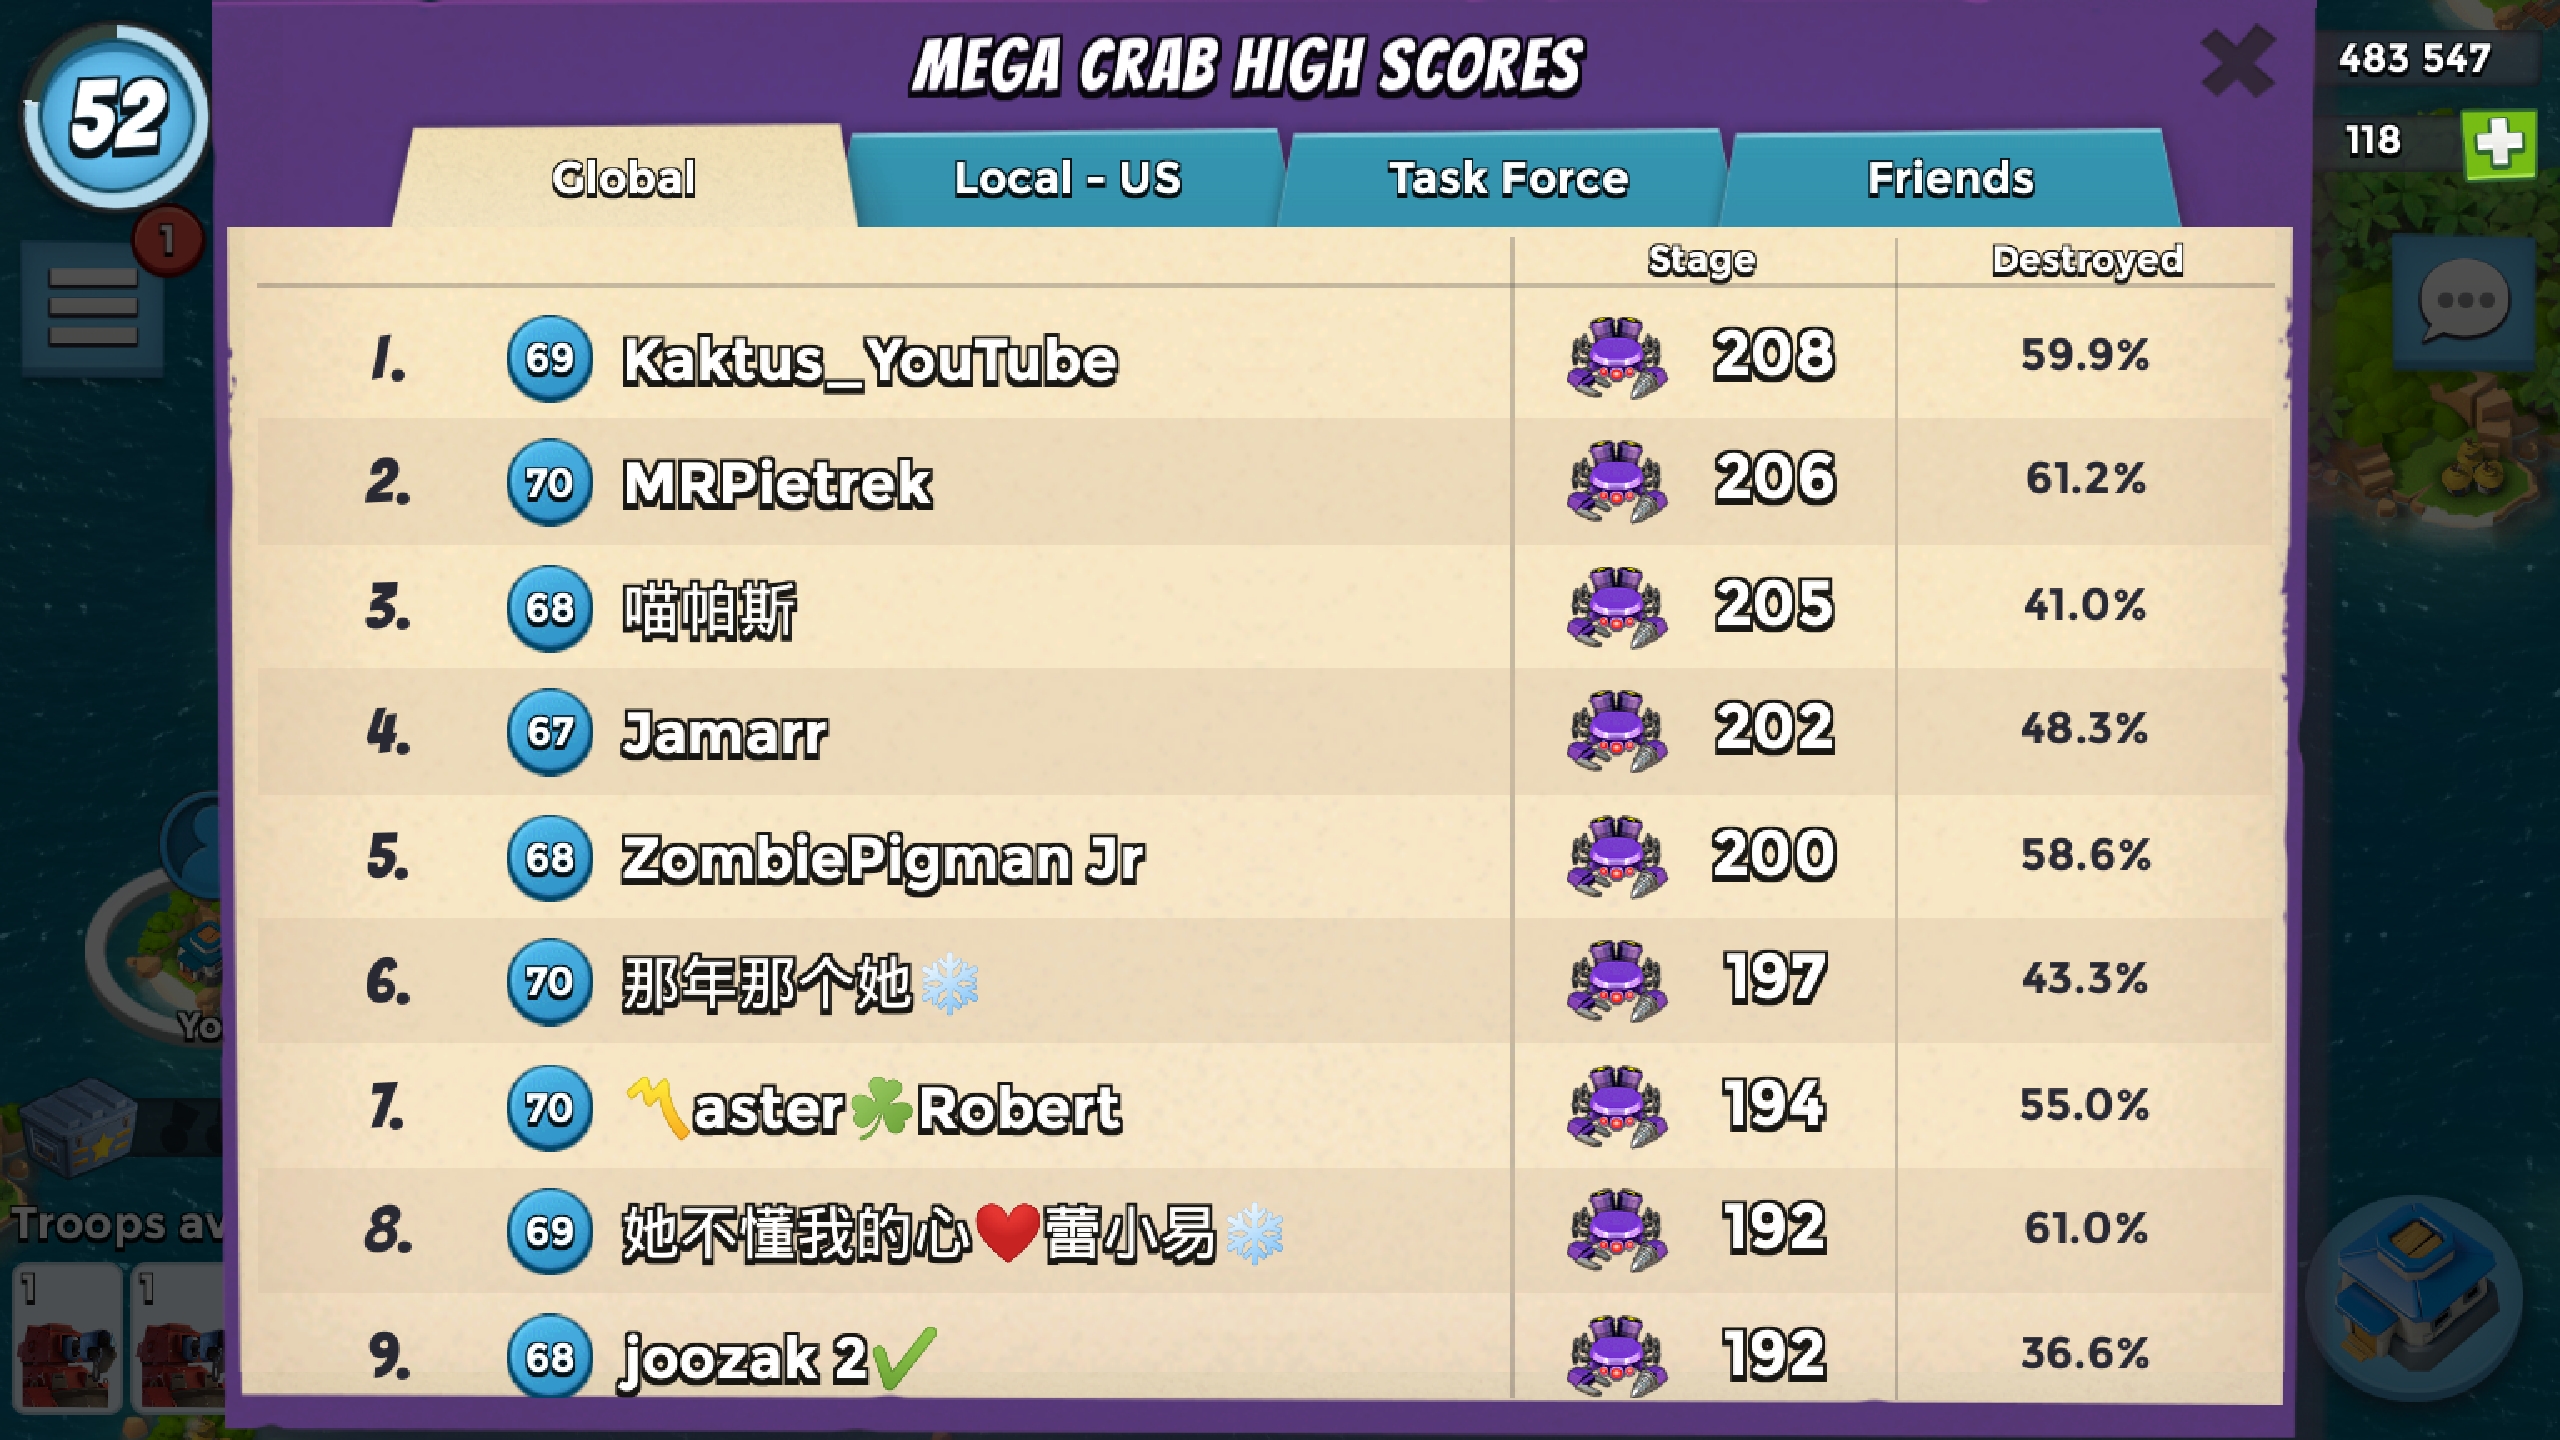 52
MEGA CRAB HIGH SCORES
483 547
118
1
Global
Local - US
Task Force
Friends
Stage
Destroyed
1. 69 Kaktus_YouTube 208 59.9%
2. 70 MRPietrek 206 61.2%
3. 68 喵帕斯 205 41.0%
4. 67 Jamarr 202 48.3%
5. 68 ZombiePigman Jr 200 58.6%
6. 70 那年那个她❄️ 197 43.3%
7. 70 〽️aster☘️Robert 194 55.0%
8. 69 她不懂我的心❤️蕾小易❄️ 192 61.0%
9. 68 joozak 2✔️ 192 36.6%
Yo
Troops av
1
1